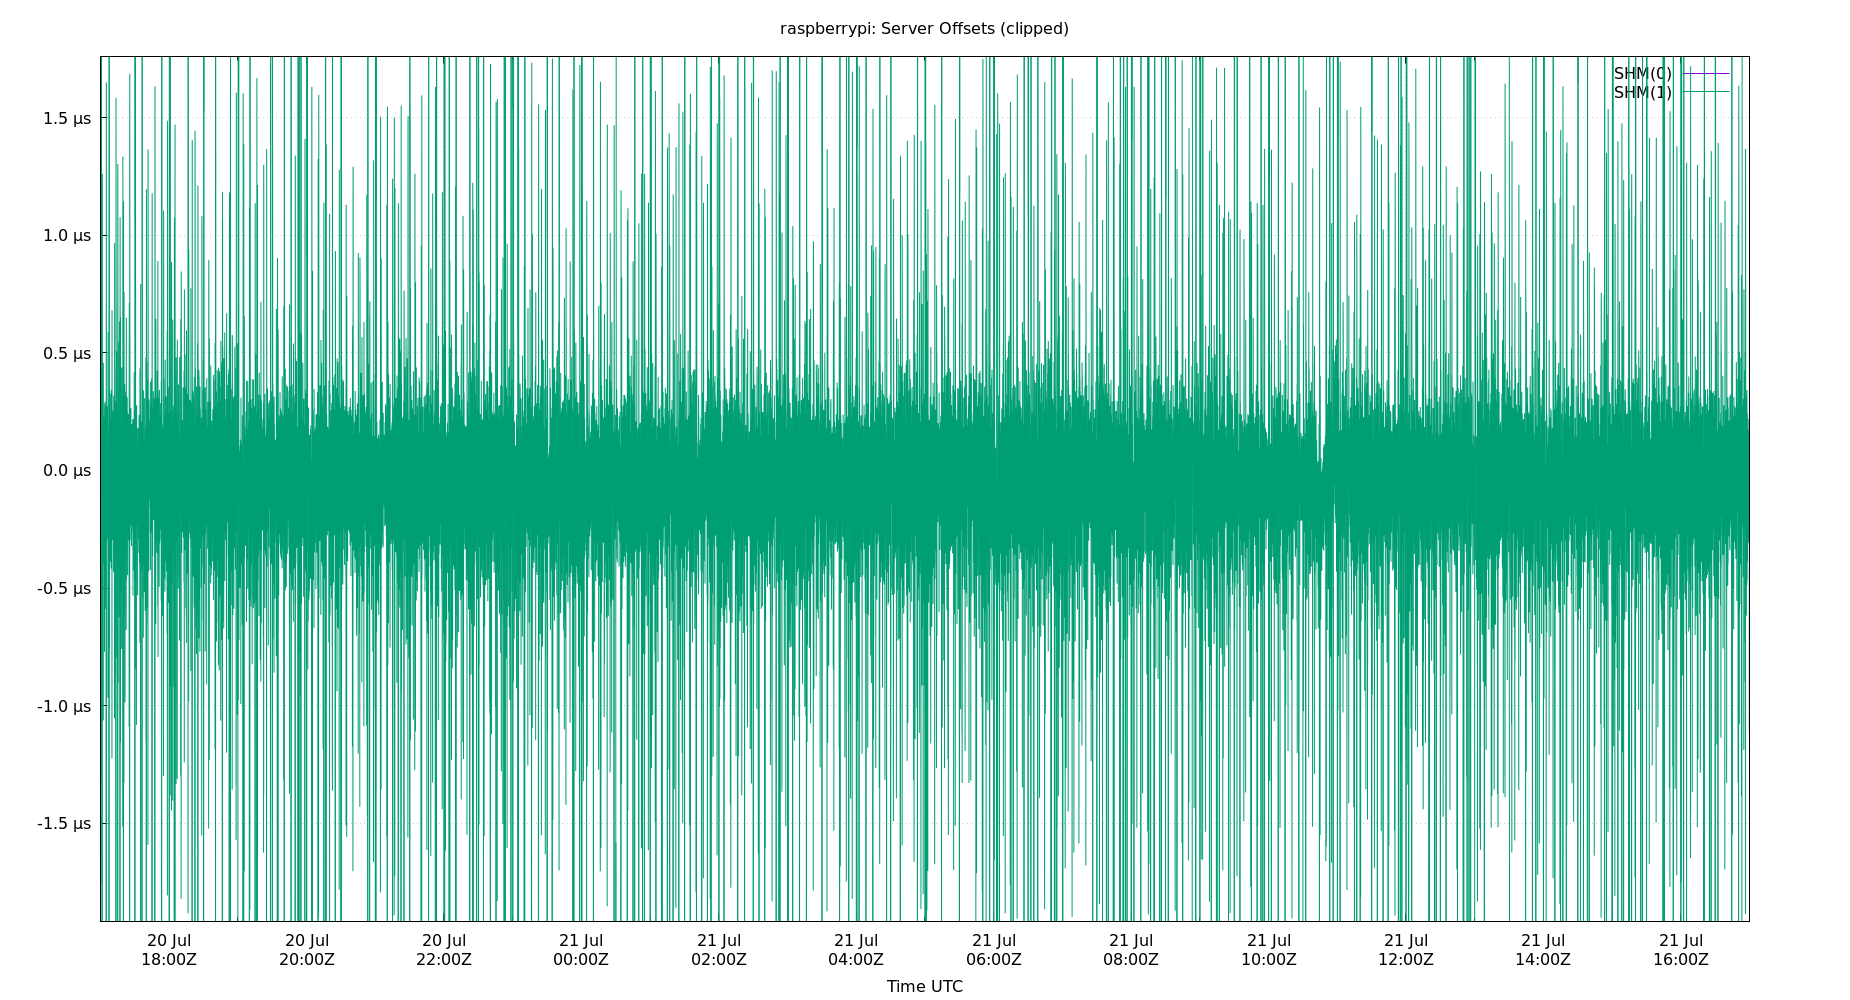 raspberrypi: Server Offsets (clipped)
SHM(0)
SHM(1)
1.5 µs
1.0 µs
0.5 µs
0.0 µs
-0.5 µs
-1.0 µs
-1.5 µs
20 Jul 20 Jul 20 Jul 21 Jul 21 Jul 21 Jul 21 Jul 21 Jul 21 Jul 21 Jul 21 Jul 21 Jul
18:00Z 20:00Z 22:00Z 00:00Z 02:00Z 04:00Z 06:00Z 08:00Z 10:00Z 12:00Z 14:00Z 16:00Z
Time UTC